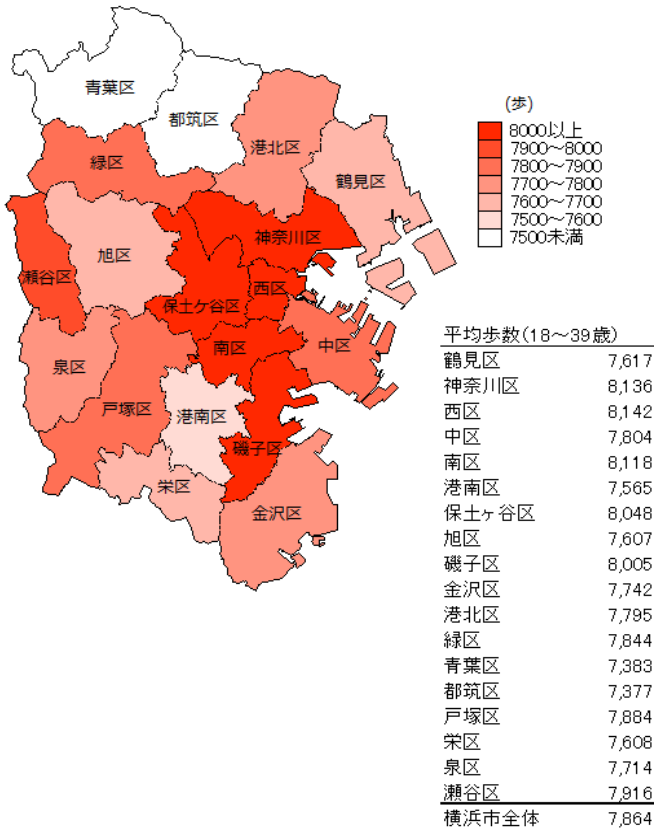 青葉区
都筑区
港北区
緑区
鶴見区
神奈川区
旭区
瀬谷区
西区
保土ケ谷区
南区
中区
泉区
戸塚区
港南区
磯子区
栄区
金沢区
(歩)
8000以上
7900～8000
7800～7900
7700～7800
7600～7700
7500～7600
7500未満
平均歩数(18～39歳)
鶴見区 7,617
神奈川区 8,136
西区 8,142
中区 7,804
南区 8,118
港南区 7,565
保土ヶ谷区 8,048
旭区 7,607
磯子区 8,005
金沢区 7,742
港北区 7,795
緑区 7,844
青葉区 7,383
都筑区 7,377
戸塚区 7,884
栄区 7,608
泉区 7,714
瀬谷区 7,916
横浜市全体 7,864